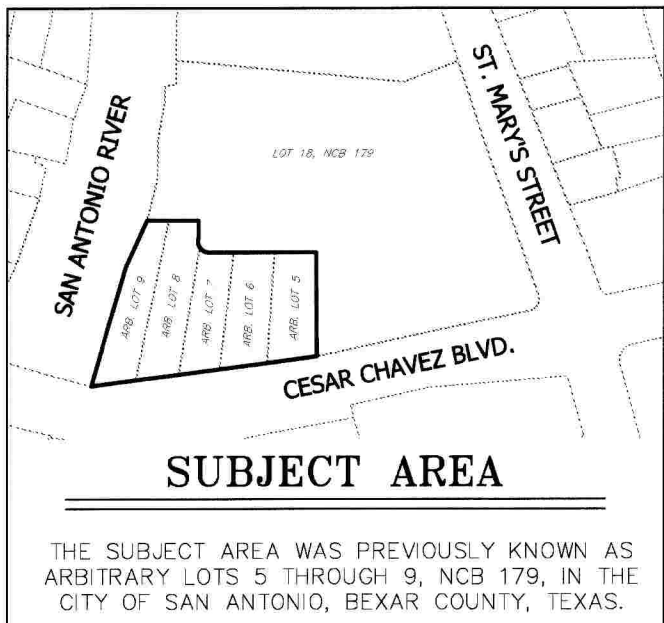 ST. MARY'S STREET
SAN ANTONIO RIVER
LOT 18, NCB 179
ARB. LOT 9
ARB. LOT 8
ARB. LOT 7
ARB. LOT 6
ARB. LOT 5
CESAR CHAVEZ BLVD.
SUBJECT AREA
THE SUBJECT AREA WAS PREVIOUSLY KNOWN AS
ARBITRARY LOTS 5 THROUGH 9, NCB 179, IN THE
CITY OF SAN ANTONIO, BEXAR COUNTY, TEXAS.